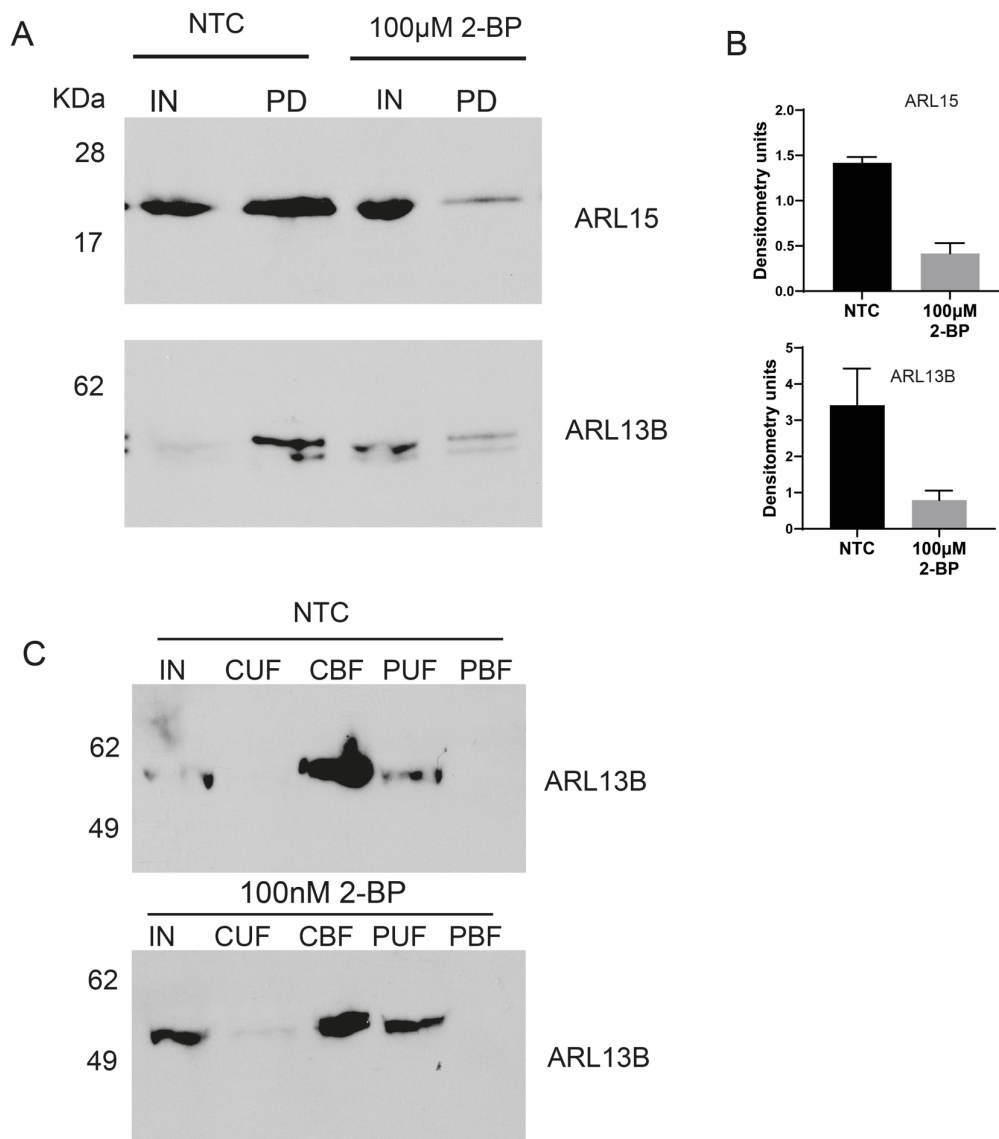 A
NTC 100µM 2-BP
KDa IN PD IN PD
28
17
ARL15
62
ARL13B
B
ARL15
Densitometry units
2.0
1.5
1.0
0.5
0.0
NTC 100µM
2-BP
ARL13B
Densitometry units
5
4
3
2
1
0
NTC 100µM
2-BP
C
NTC
IN CUF CBF PUF PBF
62
49
ARL13B
100nM 2-BP
IN CUF CBF PUF PBF
62
49
ARL13B